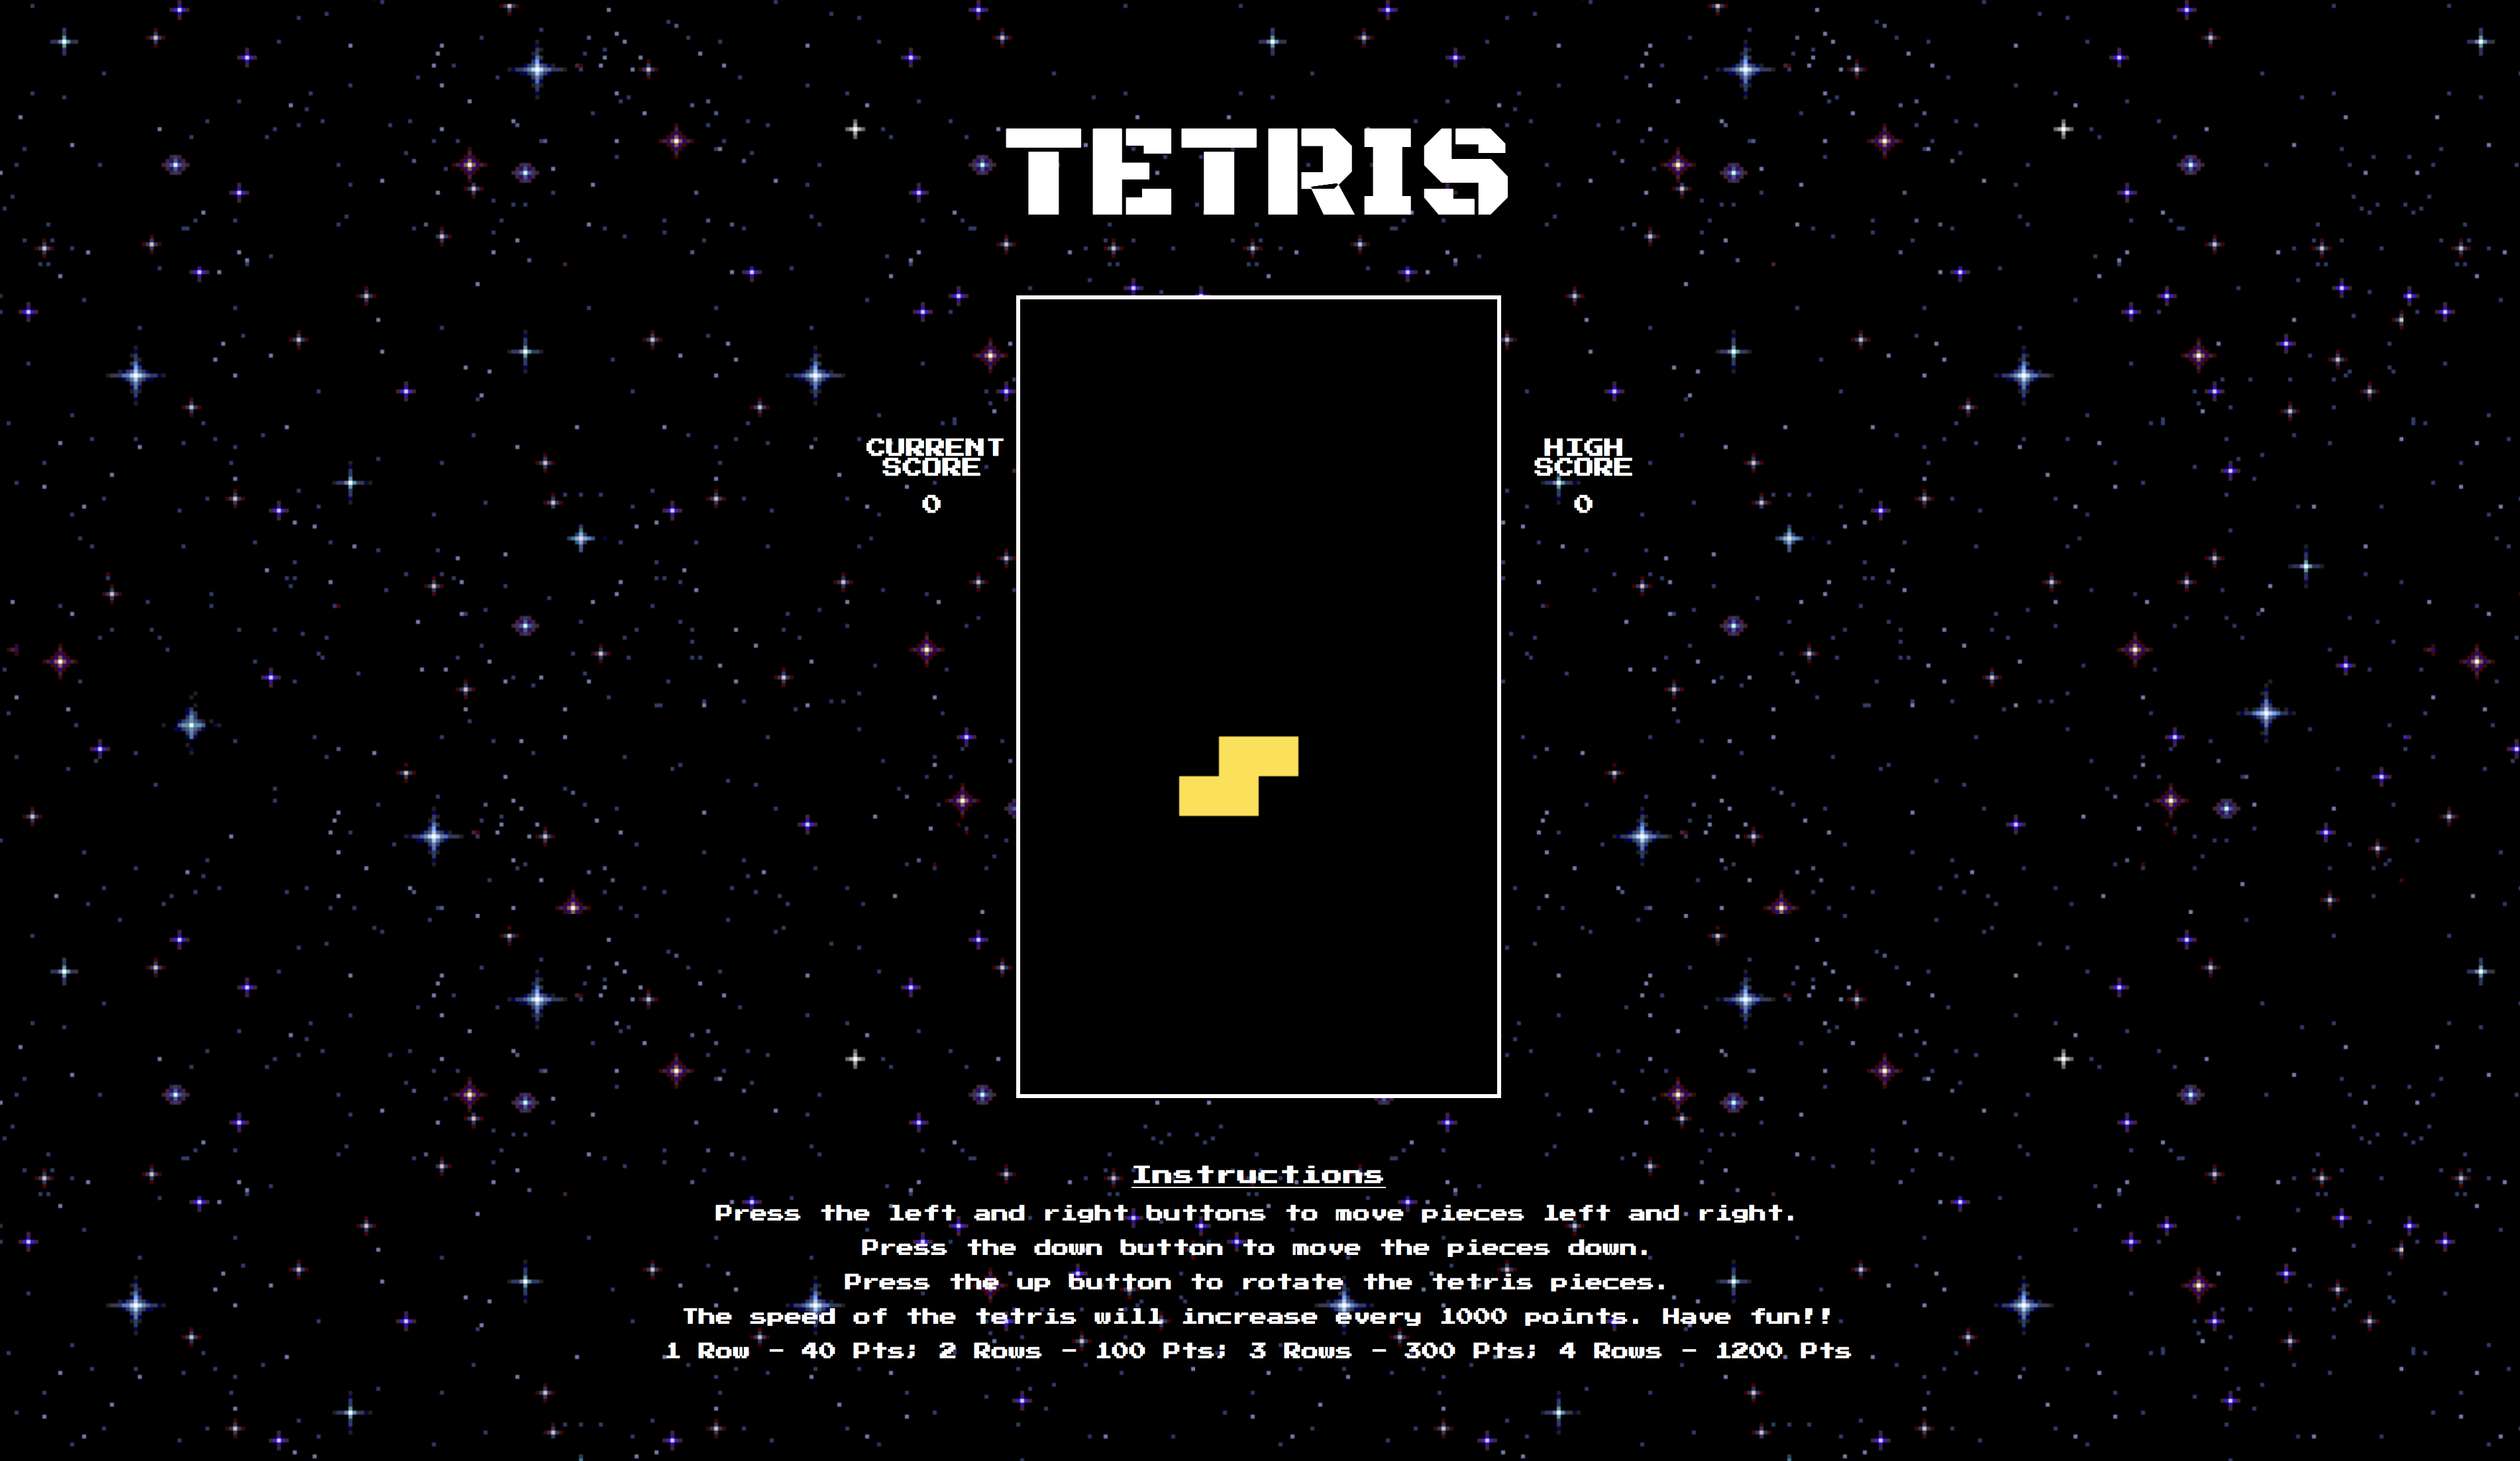 TETRIS
CURRENT
SCORE
0
HIGH
SCORE
0
Instructions
Press the left and right buttons to move pieces left and right.
Press the down button to move the pieces down.
Press the up button to rotate the tetris pieces.
The speed of the tetris will increase every 1000 points. Have fun!!
1 Row - 40 Pts; 2 Rows - 100 Pts; 3 Rows - 300 Pts; 4 Rows - 1200 Pts